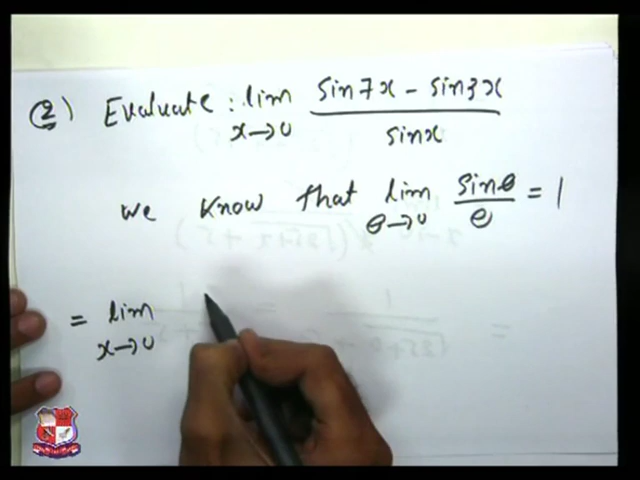 (2) Evaluate : lim x→0 (sin7x - sin3x) / sinx
we know that lim θ→0 sinθ/θ = 1
= lim x→0